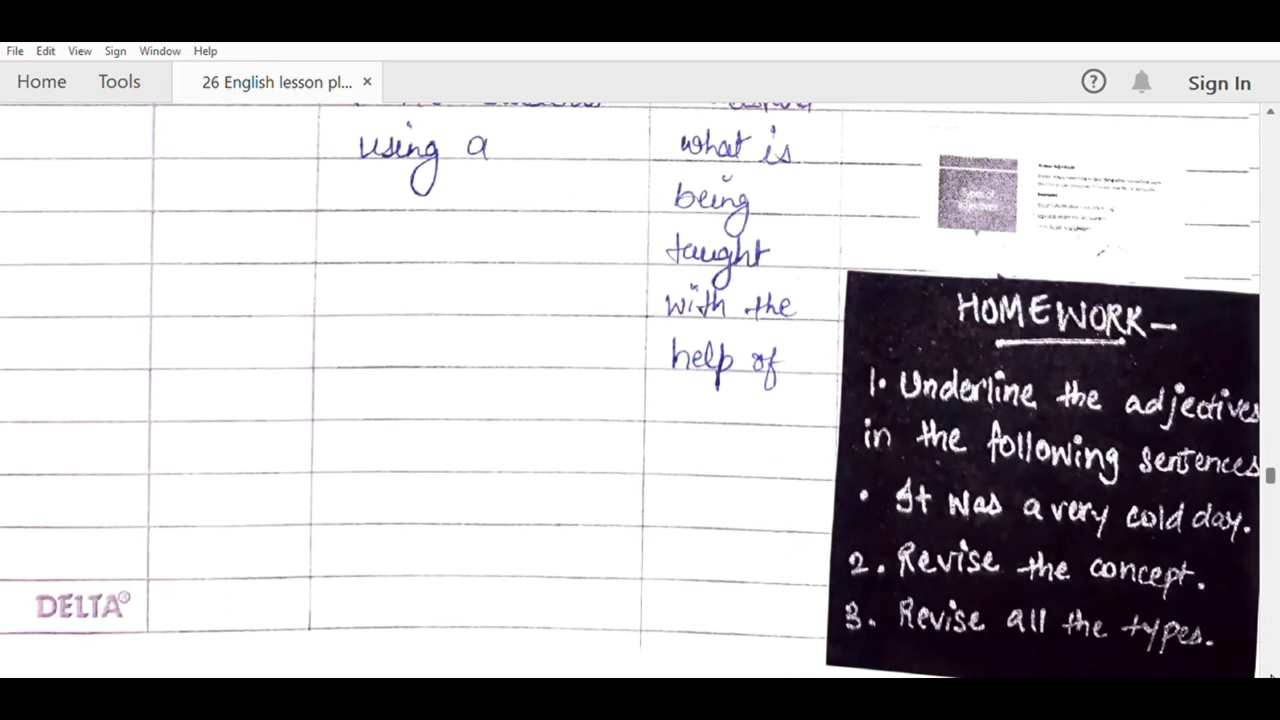 File Edit View Sign Window Help
Home Tools 26 English lesson pl... × ? Sign In
using a
what is
being
taught
with the
help of
HOMEWORK-
1. Underline the adjectives
in the following sentences
• It was a very cold day.
2. Revise the concept.
3. Revise all the types.
DELTA®